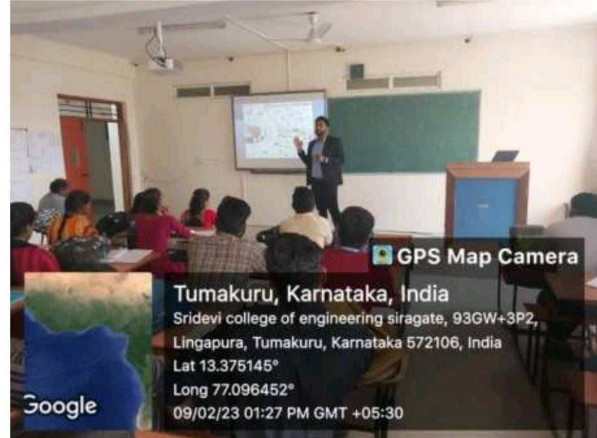 GPS Map Camera
Tumakuru, Karnataka, India
Sridevi college of engineering siragate, 93GW+3P2,
Lingapura, Tumakuru, Karnataka 572106, India
Lat 13.375145°
Long 77.096452°
09/02/23 01:27 PM GMT +05:30
Google